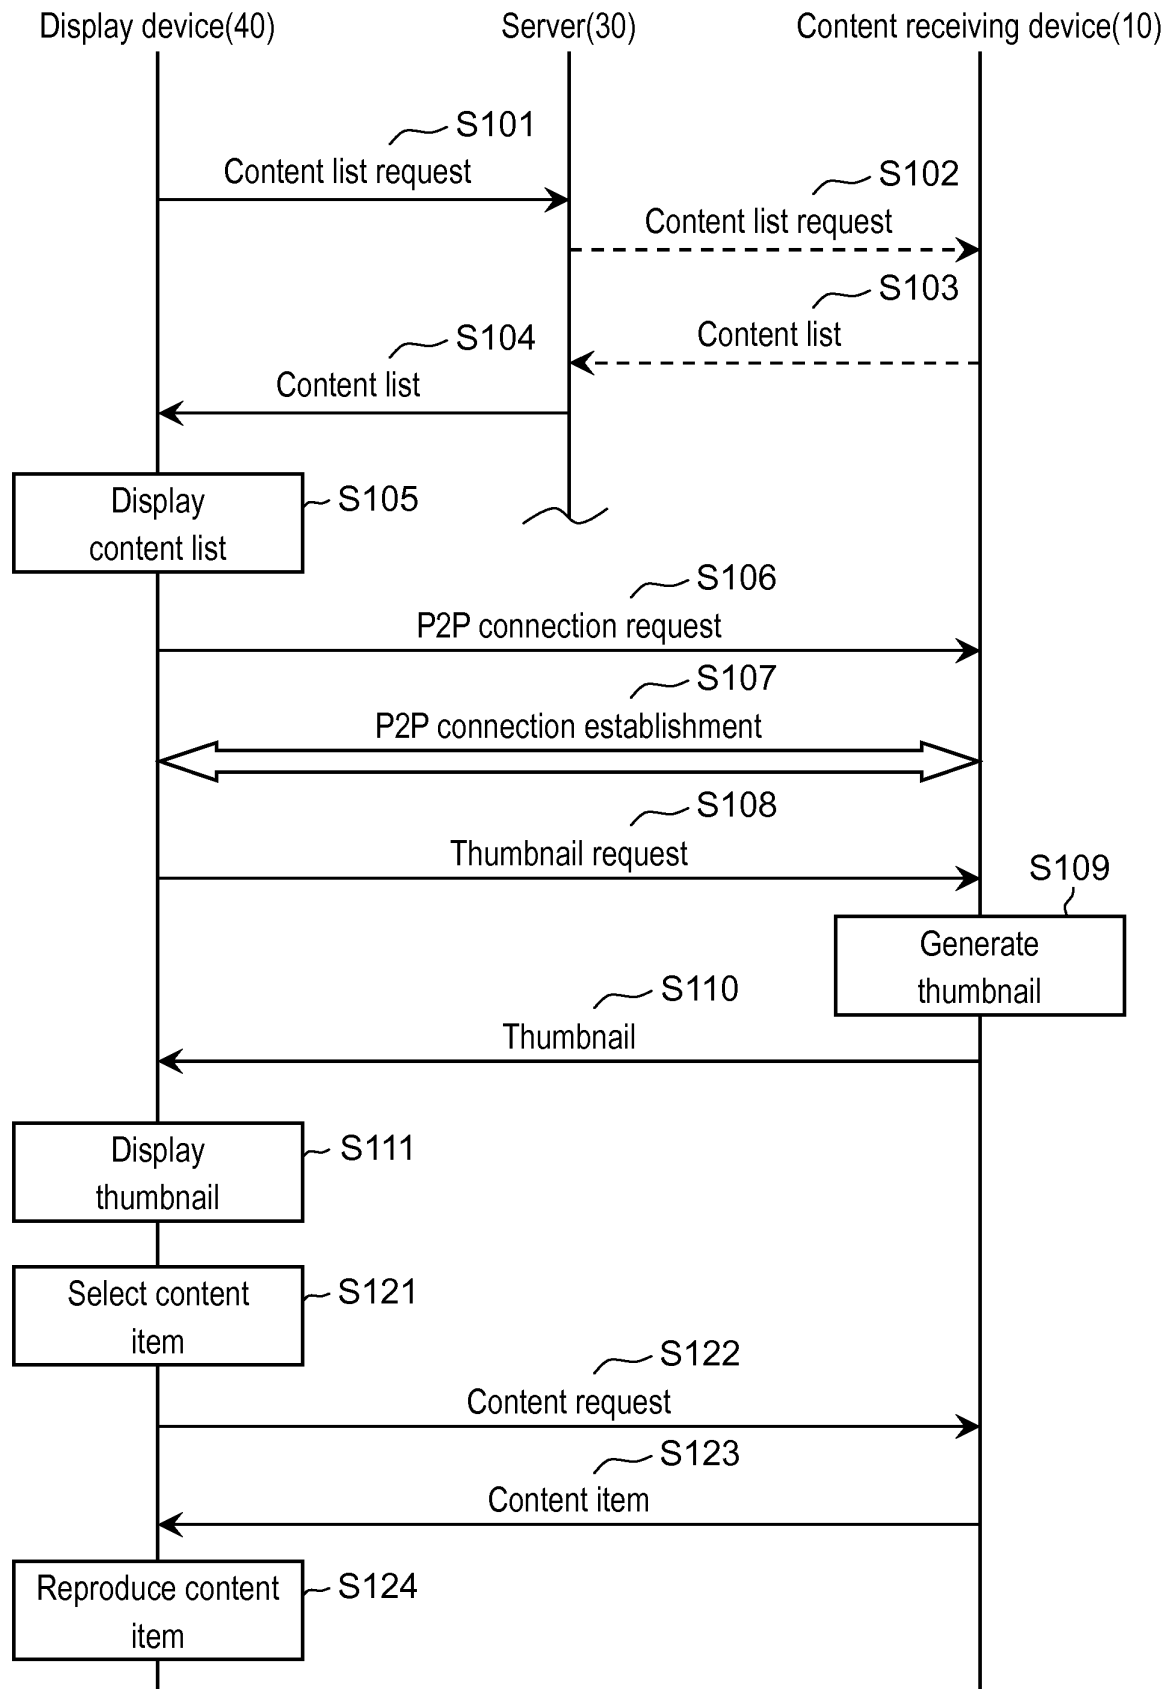 Display device(40)
Server(30)
Content receiving device(10)
S101
Content list request
S102
Content list request
S103
Content list
S104
Content list
Display
content list
S105
S106
P2P connection request
S107
P2P connection establishment
S108
Thumbnail request
S109
Generate
thumbnail
S110
Thumbnail
Display
thumbnail
S111
Select content
item
S121
S122
Content request
S123
Content item
Reproduce content
item
S124